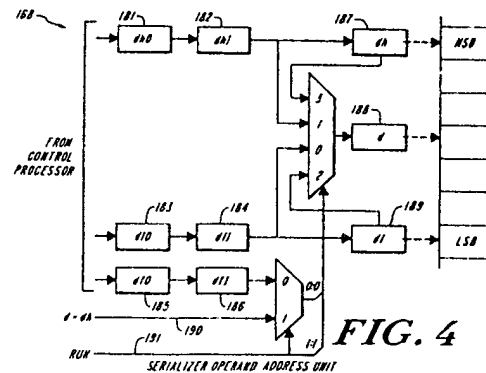 168
181
182
187
dh0
dh1
dh
MSB
188
3
1
0
2
d
FROM
CONTROL
PROCESSOR
183
184
189
dl0
dl1
dl
LSB
dt0
dt1
0
1
0:0
185
186
d = dh
190
1:1
RUN
191
SERIALIZER OPERAND ADDRESS UNIT
FIG. 4